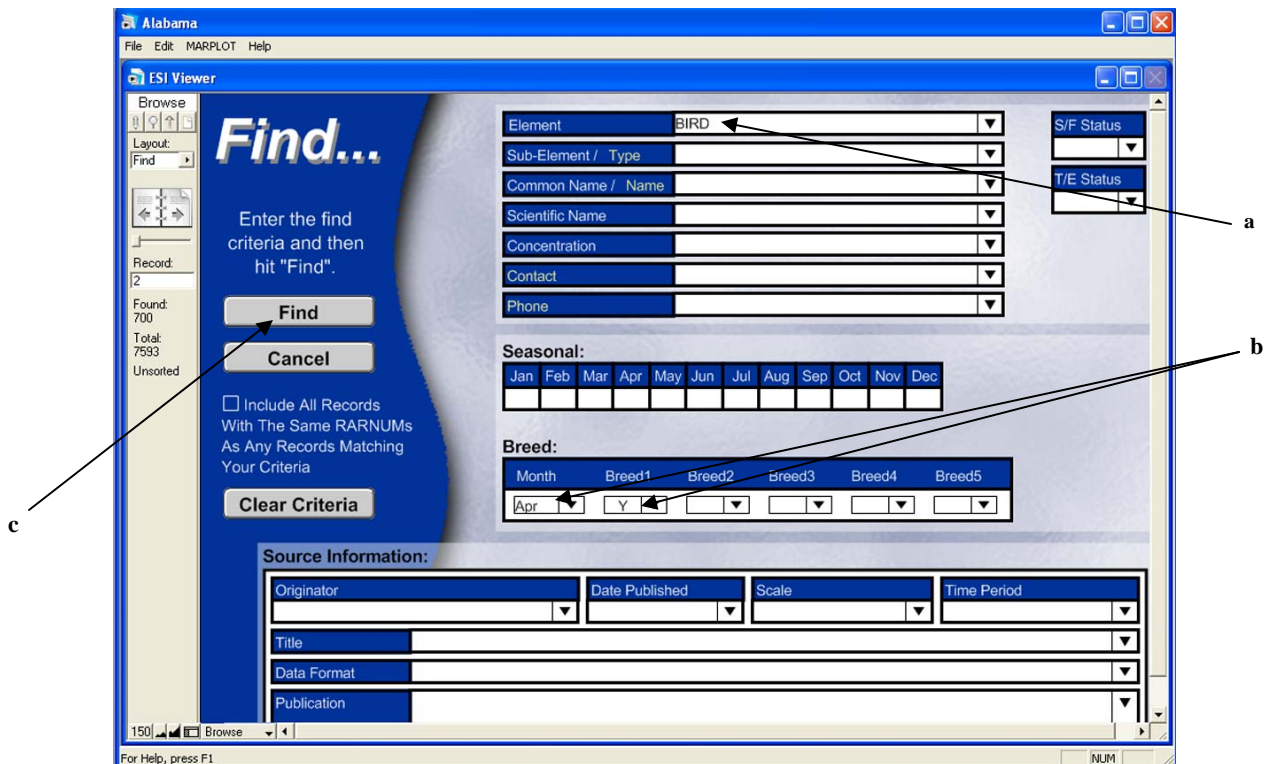 Alabama
File Edit MARPLOT Help
ESI Viewer
Browse
Layout:
Find
Record:
2
Found:
700
Total:
7593
Unsorted
Find...
Enter the find
criteria and then
hit "Find".
Find
Cancel
Include All Records
With The Same RARNUMs
As Any Records Matching
Your Criteria
Clear Criteria
Element BIRD
Sub-Element / Type
Common Name / Name
Scientific Name
Concentration
Contact
Phone
S/F Status
T/E Status
a
Seasonal:
Jan Feb Mar Apr May Jun Jul Aug Sep Oct Nov Dec
b
Breed:
Month Breed1 Breed2 Breed3 Breed4 Breed5
Apr Y
c
Source Information:
Originator Date Published Scale Time Period
Title
Data Format
Publication
150 Browse
For Help, press F1 NUM